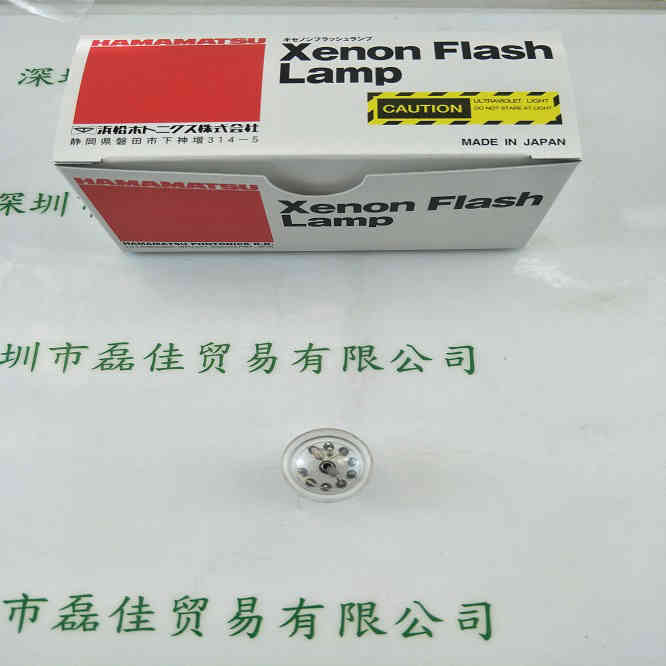 深圳
HAMAMATSU
キセノンフラッシュランプ
Xenon Flash
Lamp
CAUTION
ULTRAVIOLET LIGHT
DO NOT STARE AT LIGHT
浜松ホトニクス株式会社
静岡県磐田市下神増314-5
MADE IN JAPAN
深圳市
HAMAMATSU
Xenon Flash
Lamp
HAMAMATSU PHOTONICS K.K.
圳市磊佳贸易有限公司
市磊佳贸易有限公司